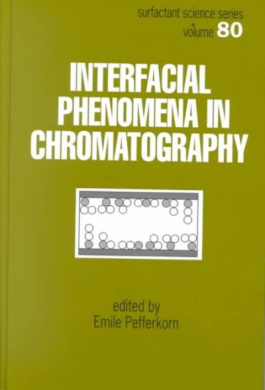 surfactant science series
volume 80
INTERFACIAL
PHENOMENA IN
CHROMATOGRAPHY
edited by
Emile Pefferkorn